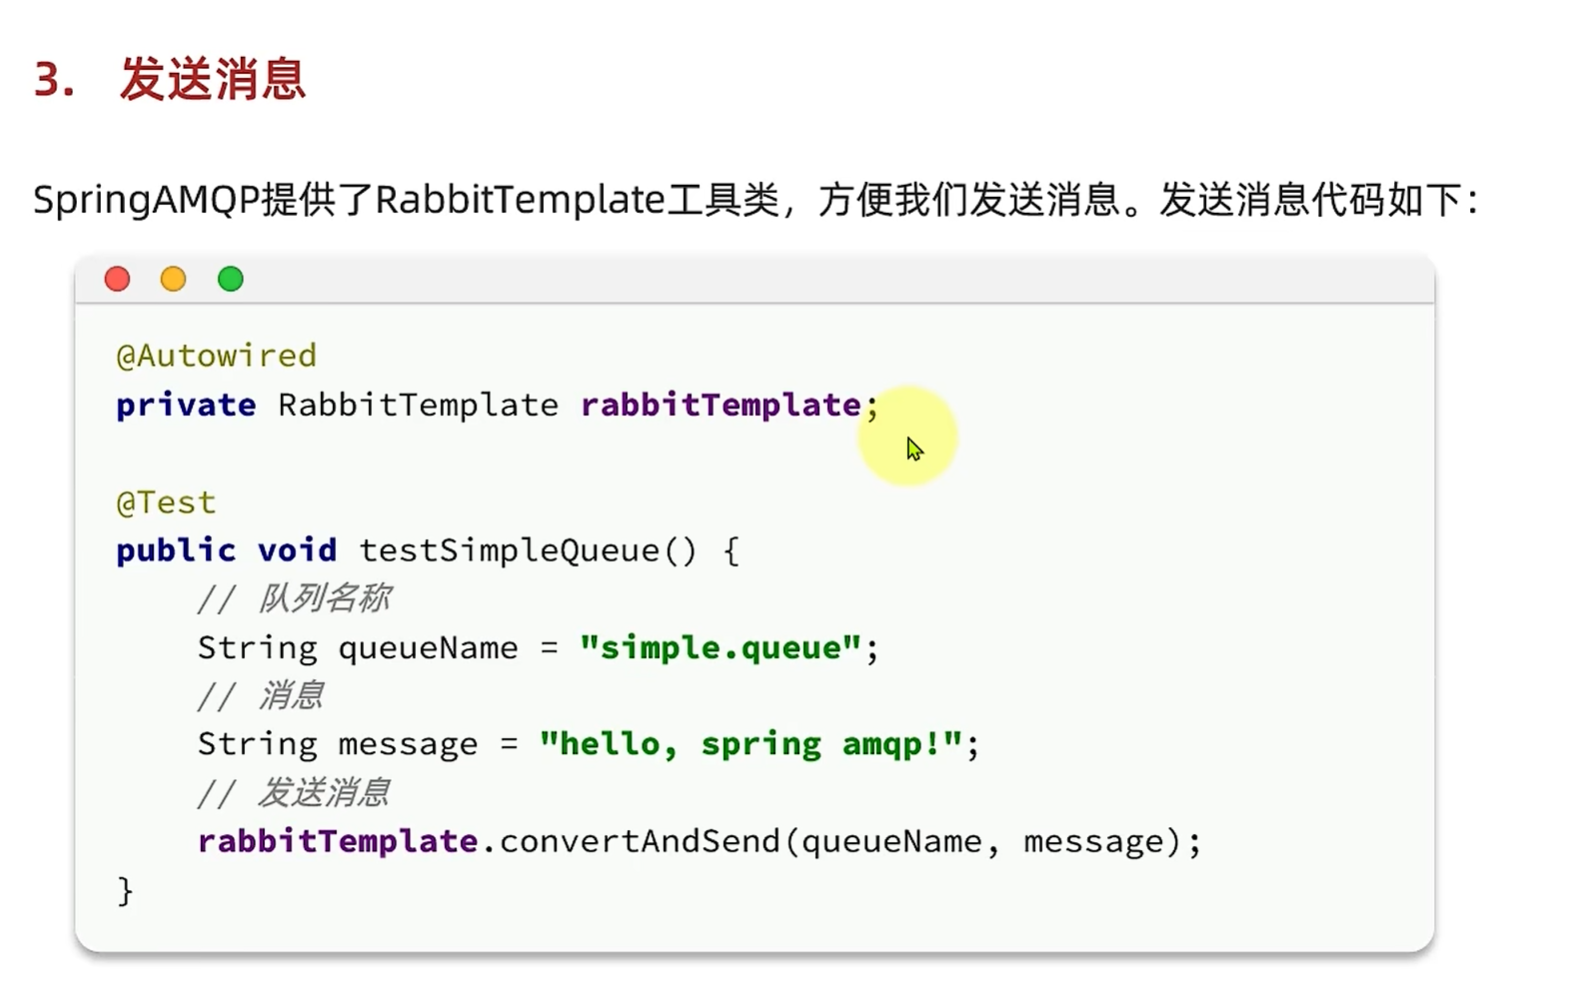 3. 发送消息
SpringAMQP提供了RabbitTemplate工具类，方便我们发送消息。发送消息代码如下：
@Autowired
private RabbitTemplate rabbitTemplate;
@Test
public void testSimpleQueue() {
// 队列名称
String queueName = "simple.queue";
// 消息
String message = "hello, spring amqp!";
// 发送消息
rabbitTemplate.convertAndSend(queueName, message);
}